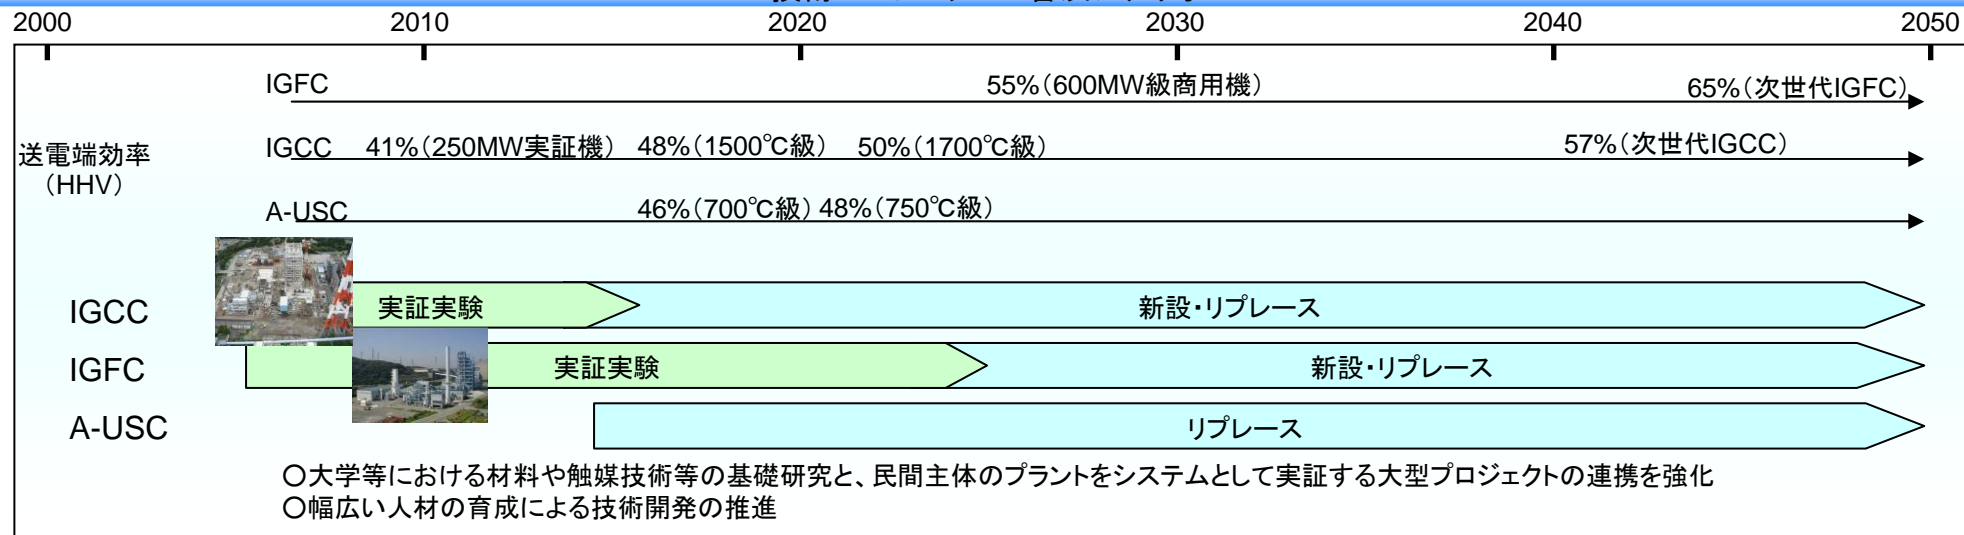 2000 2010 2020 2030 2040 2050
IGFC 55%(600MW級商用機) 65%(次世代IGFC)
送電端効率
(HHV)
IGCC 41%(250MW実証機) 48%(1500℃級) 50%(1700℃級) 57%(次世代IGCC)
A-USC 46%(700℃級) 48%(750℃級)
IGCC 実証実験 新設・リプレース
IGFC 実証実験 新設・リプレース
A-USC リプレース
○大学等における材料や触媒技術等の基礎研究と、民間主体のプラントをシステムとして実証する大型プロジェクトの連携を強化
○幅広い人材の育成による技術開発の推進